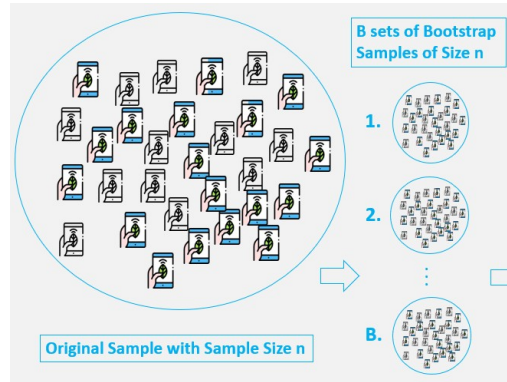 B sets of Bootstrap
Samples of Size n
1.
2.
⋮
B.
Original Sample with Sample Size n